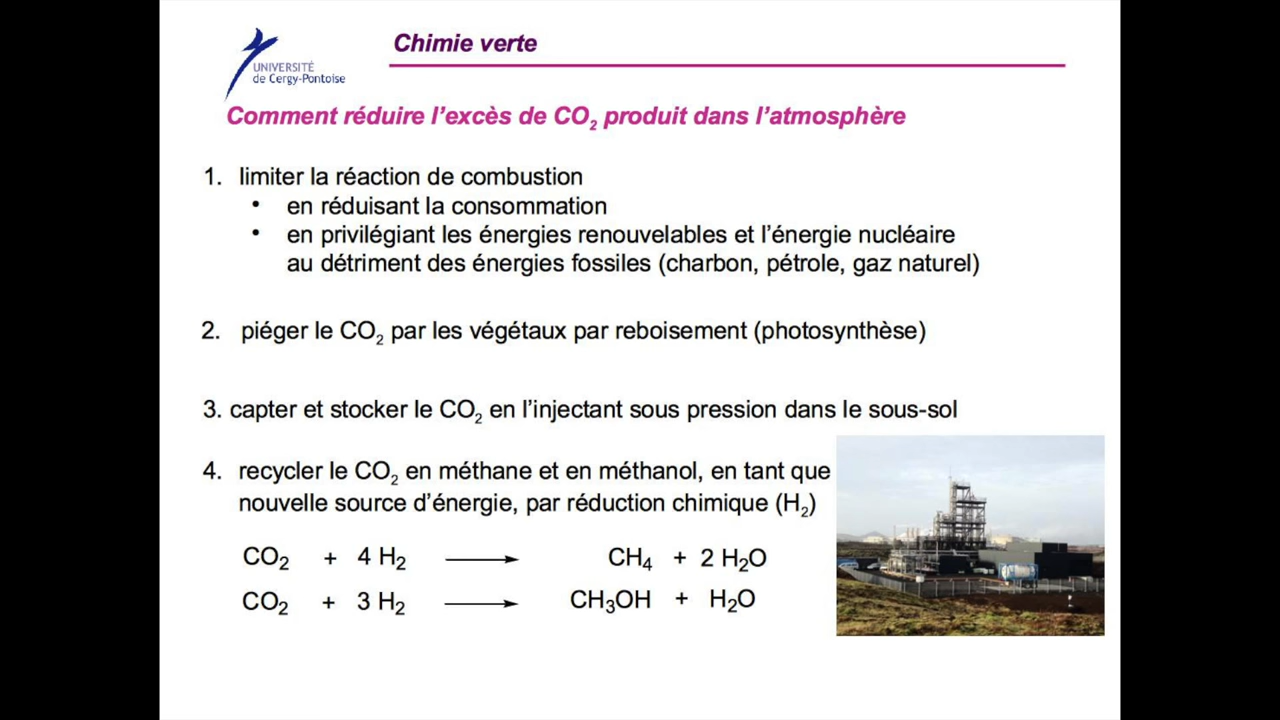 UNIVERSITÉ
de Cergy-Pontoise
Chimie verte
Comment réduire l'excès de CO₂ produit dans l'atmosphère
1. limiter la réaction de combustion
• en réduisant la consommation
• en privilégiant les énergies renouvelables et l'énergie nucléaire
au détriment des énergies fossiles (charbon, pétrole, gaz naturel)
2. piéger le CO₂ par les végétaux par reboisement (photosynthèse)
3. capter et stocker le CO₂ en l'injectant sous pression dans le sous-sol
4. recycler le CO₂ en méthane et en méthanol, en tant que
nouvelle source d'énergie, par réduction chimique (H₂)
CO₂ + 4 H₂ ⟶ CH₄ + 2 H₂O
CO₂ + 3 H₂ ⟶ CH₃OH + H₂O